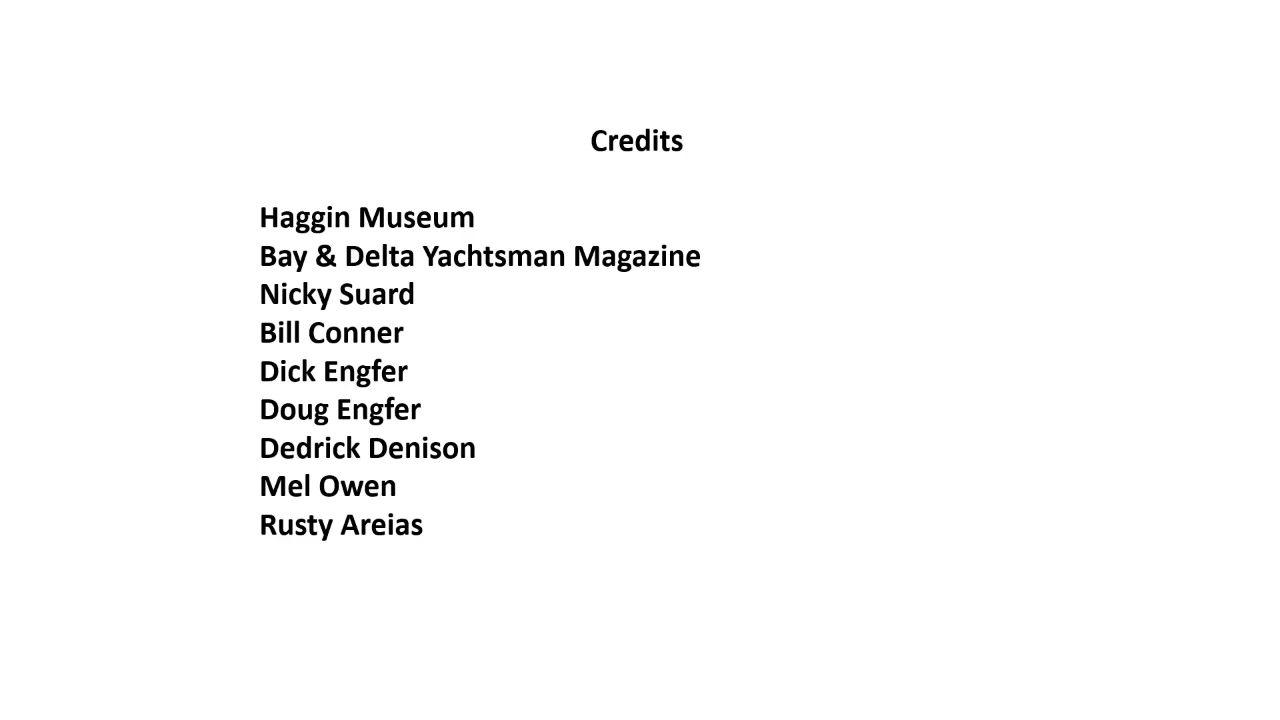 Credits
Haggin Museum
Bay & Delta Yachtsman Magazine
Nicky Suard
Bill Conner
Dick Engfer
Doug Engfer
Dedrick Denison
Mel Owen
Rusty Areias